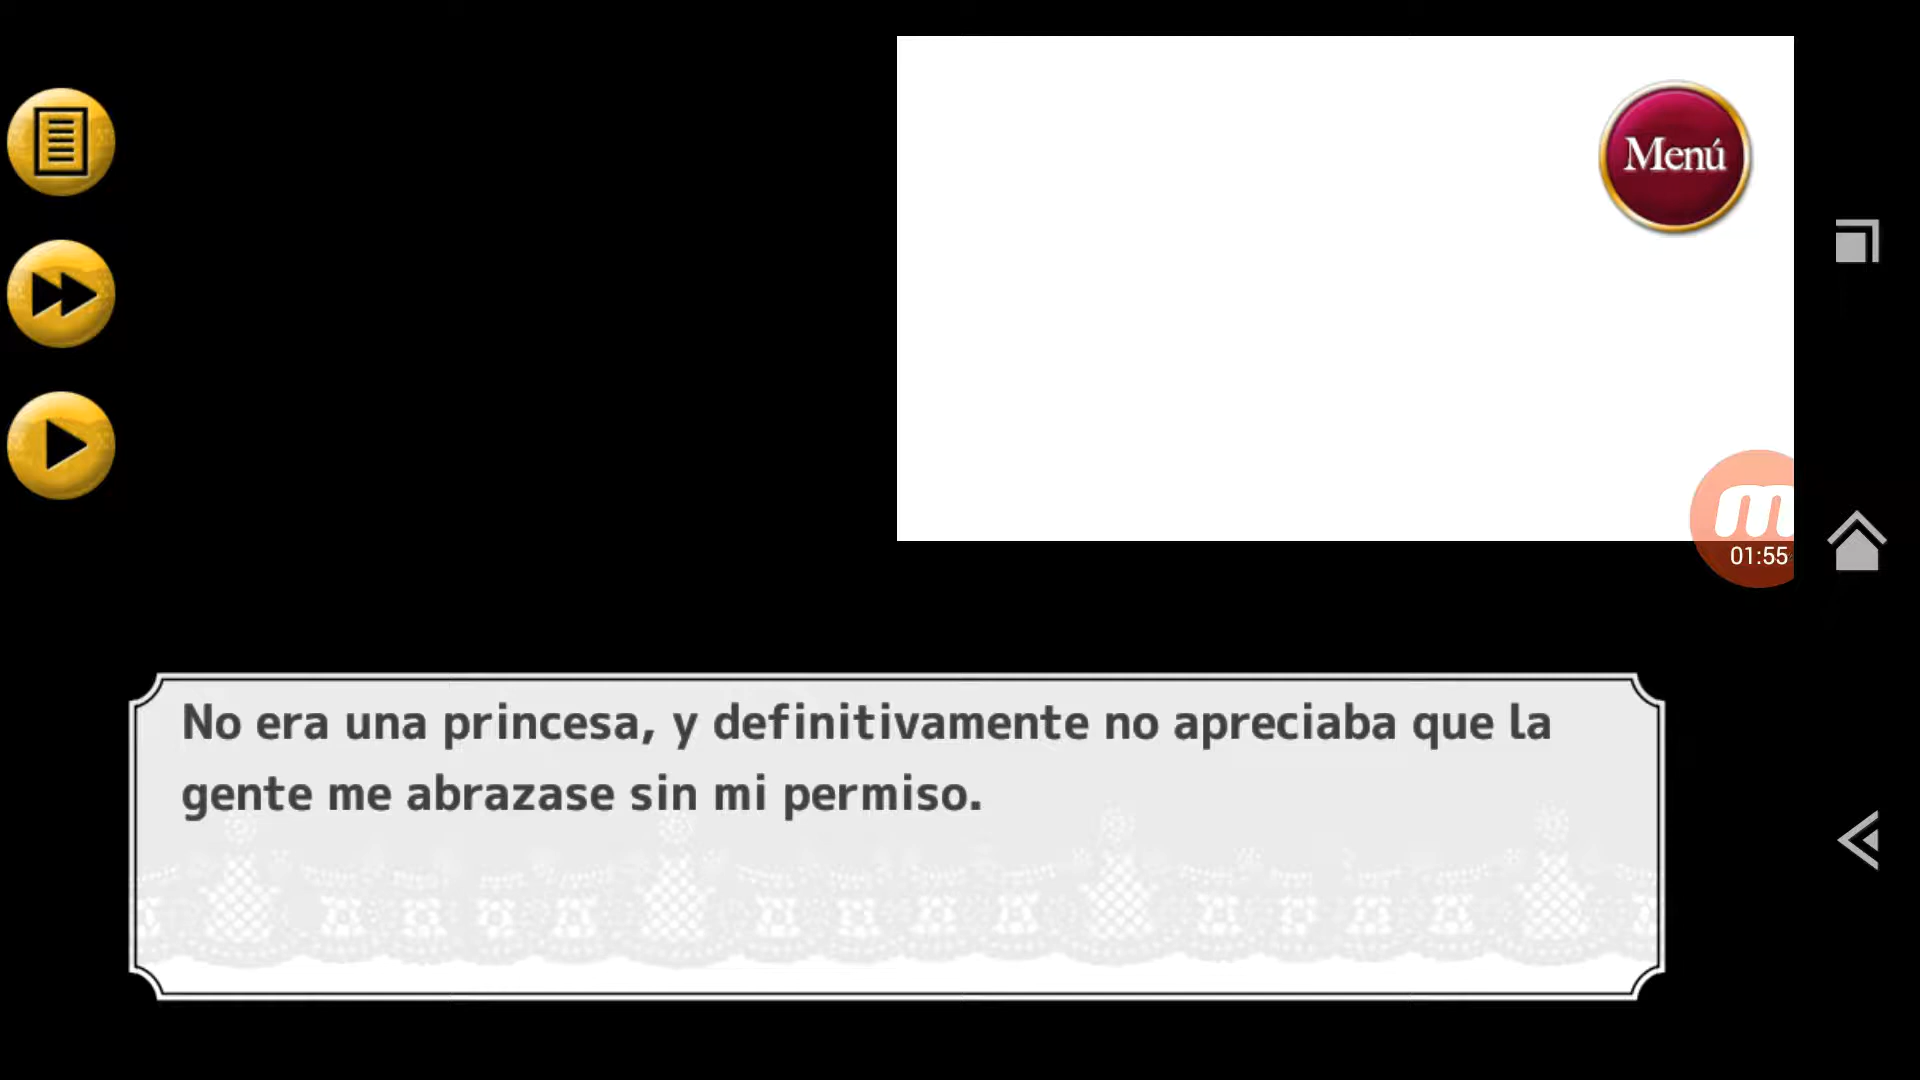 Menú
01:55
No era una princesa, y definitivamente no apreciaba que la
gente me abrazase sin mi permiso.